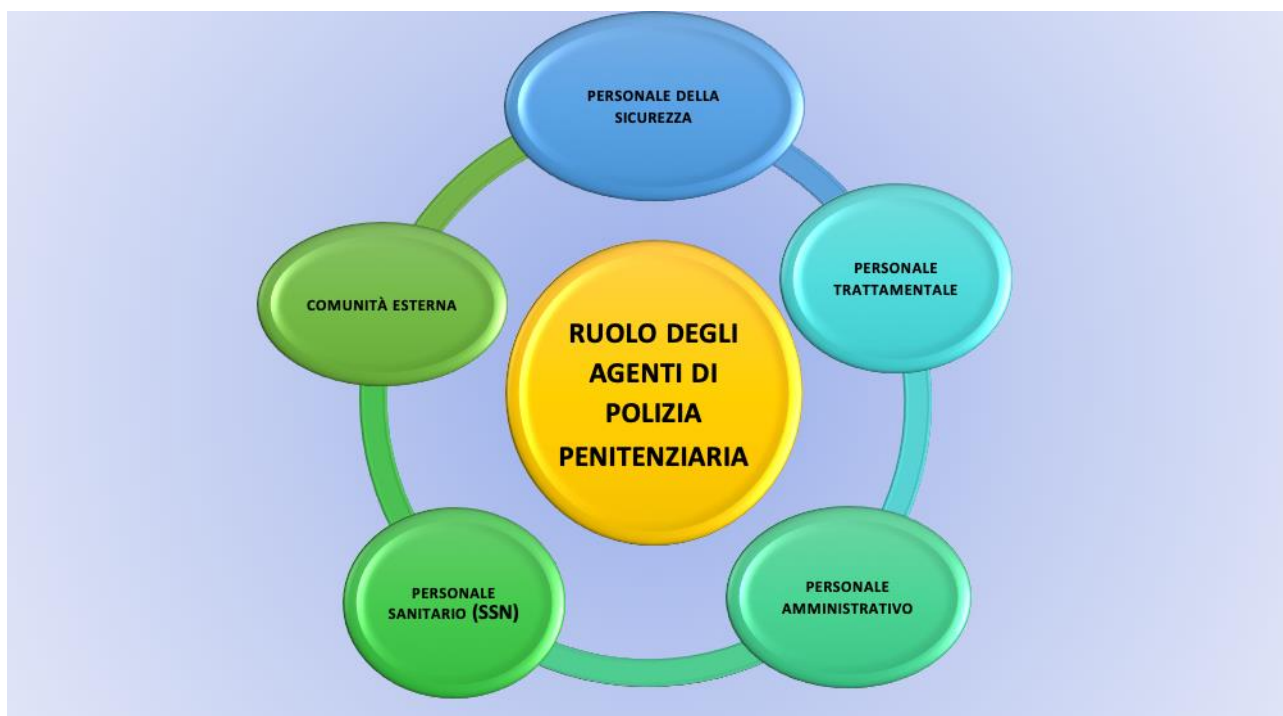 PERSONALE DELLA
SICUREZZA
PERSONALE
TRATTAMENTALE
COMUNITÀ ESTERNA
RUOLO DEGLI
AGENTI DI
POLIZIA
PENITENZIARIA
PERSONALE
SANITARIO (SSN)
PERSONALE
AMMINISTRATIVO